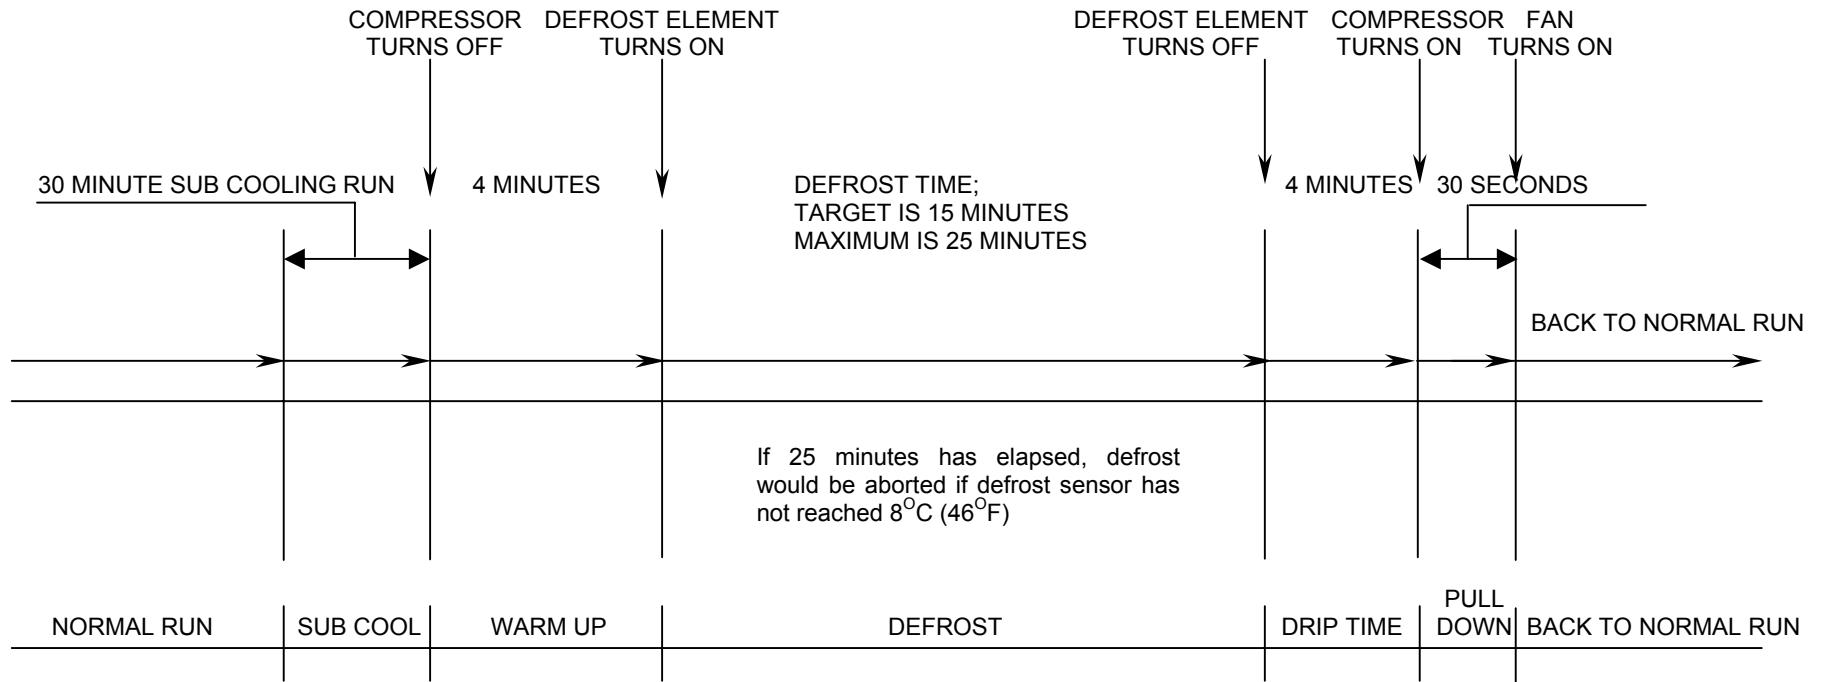 COMPRESSOR TURNS OFF
DEFROST ELEMENT TURNS ON
DEFROST ELEMENT TURNS OFF
COMPRESSOR TURNS ON
FAN TURNS ON
30 MINUTE SUB COOLING RUN
4 MINUTES
DEFROST TIME;
TARGET IS 15 MINUTES
MAXIMUM IS 25 MINUTES
4 MINUTES
30 SECONDS
BACK TO NORMAL RUN
If 25 minutes has elapsed, defrost
would be aborted if defrost sensor has
not reached 8ᴼC (46ᴼF)
NORMAL RUN
SUB COOL
WARM UP
DEFROST
DRIP TIME
PULL DOWN
BACK TO NORMAL RUN